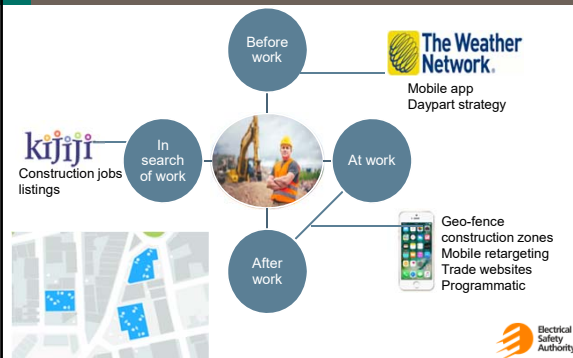 Before
work
The Weather
Network.
Mobile app
Daypart strategy
kijiji
Construction jobs
listings
In
search
of work
At work
After
work
Geo-fence
construction zones
Mobile retargeting
Trade websites
Programmatic
Electrical
Safety
Authority